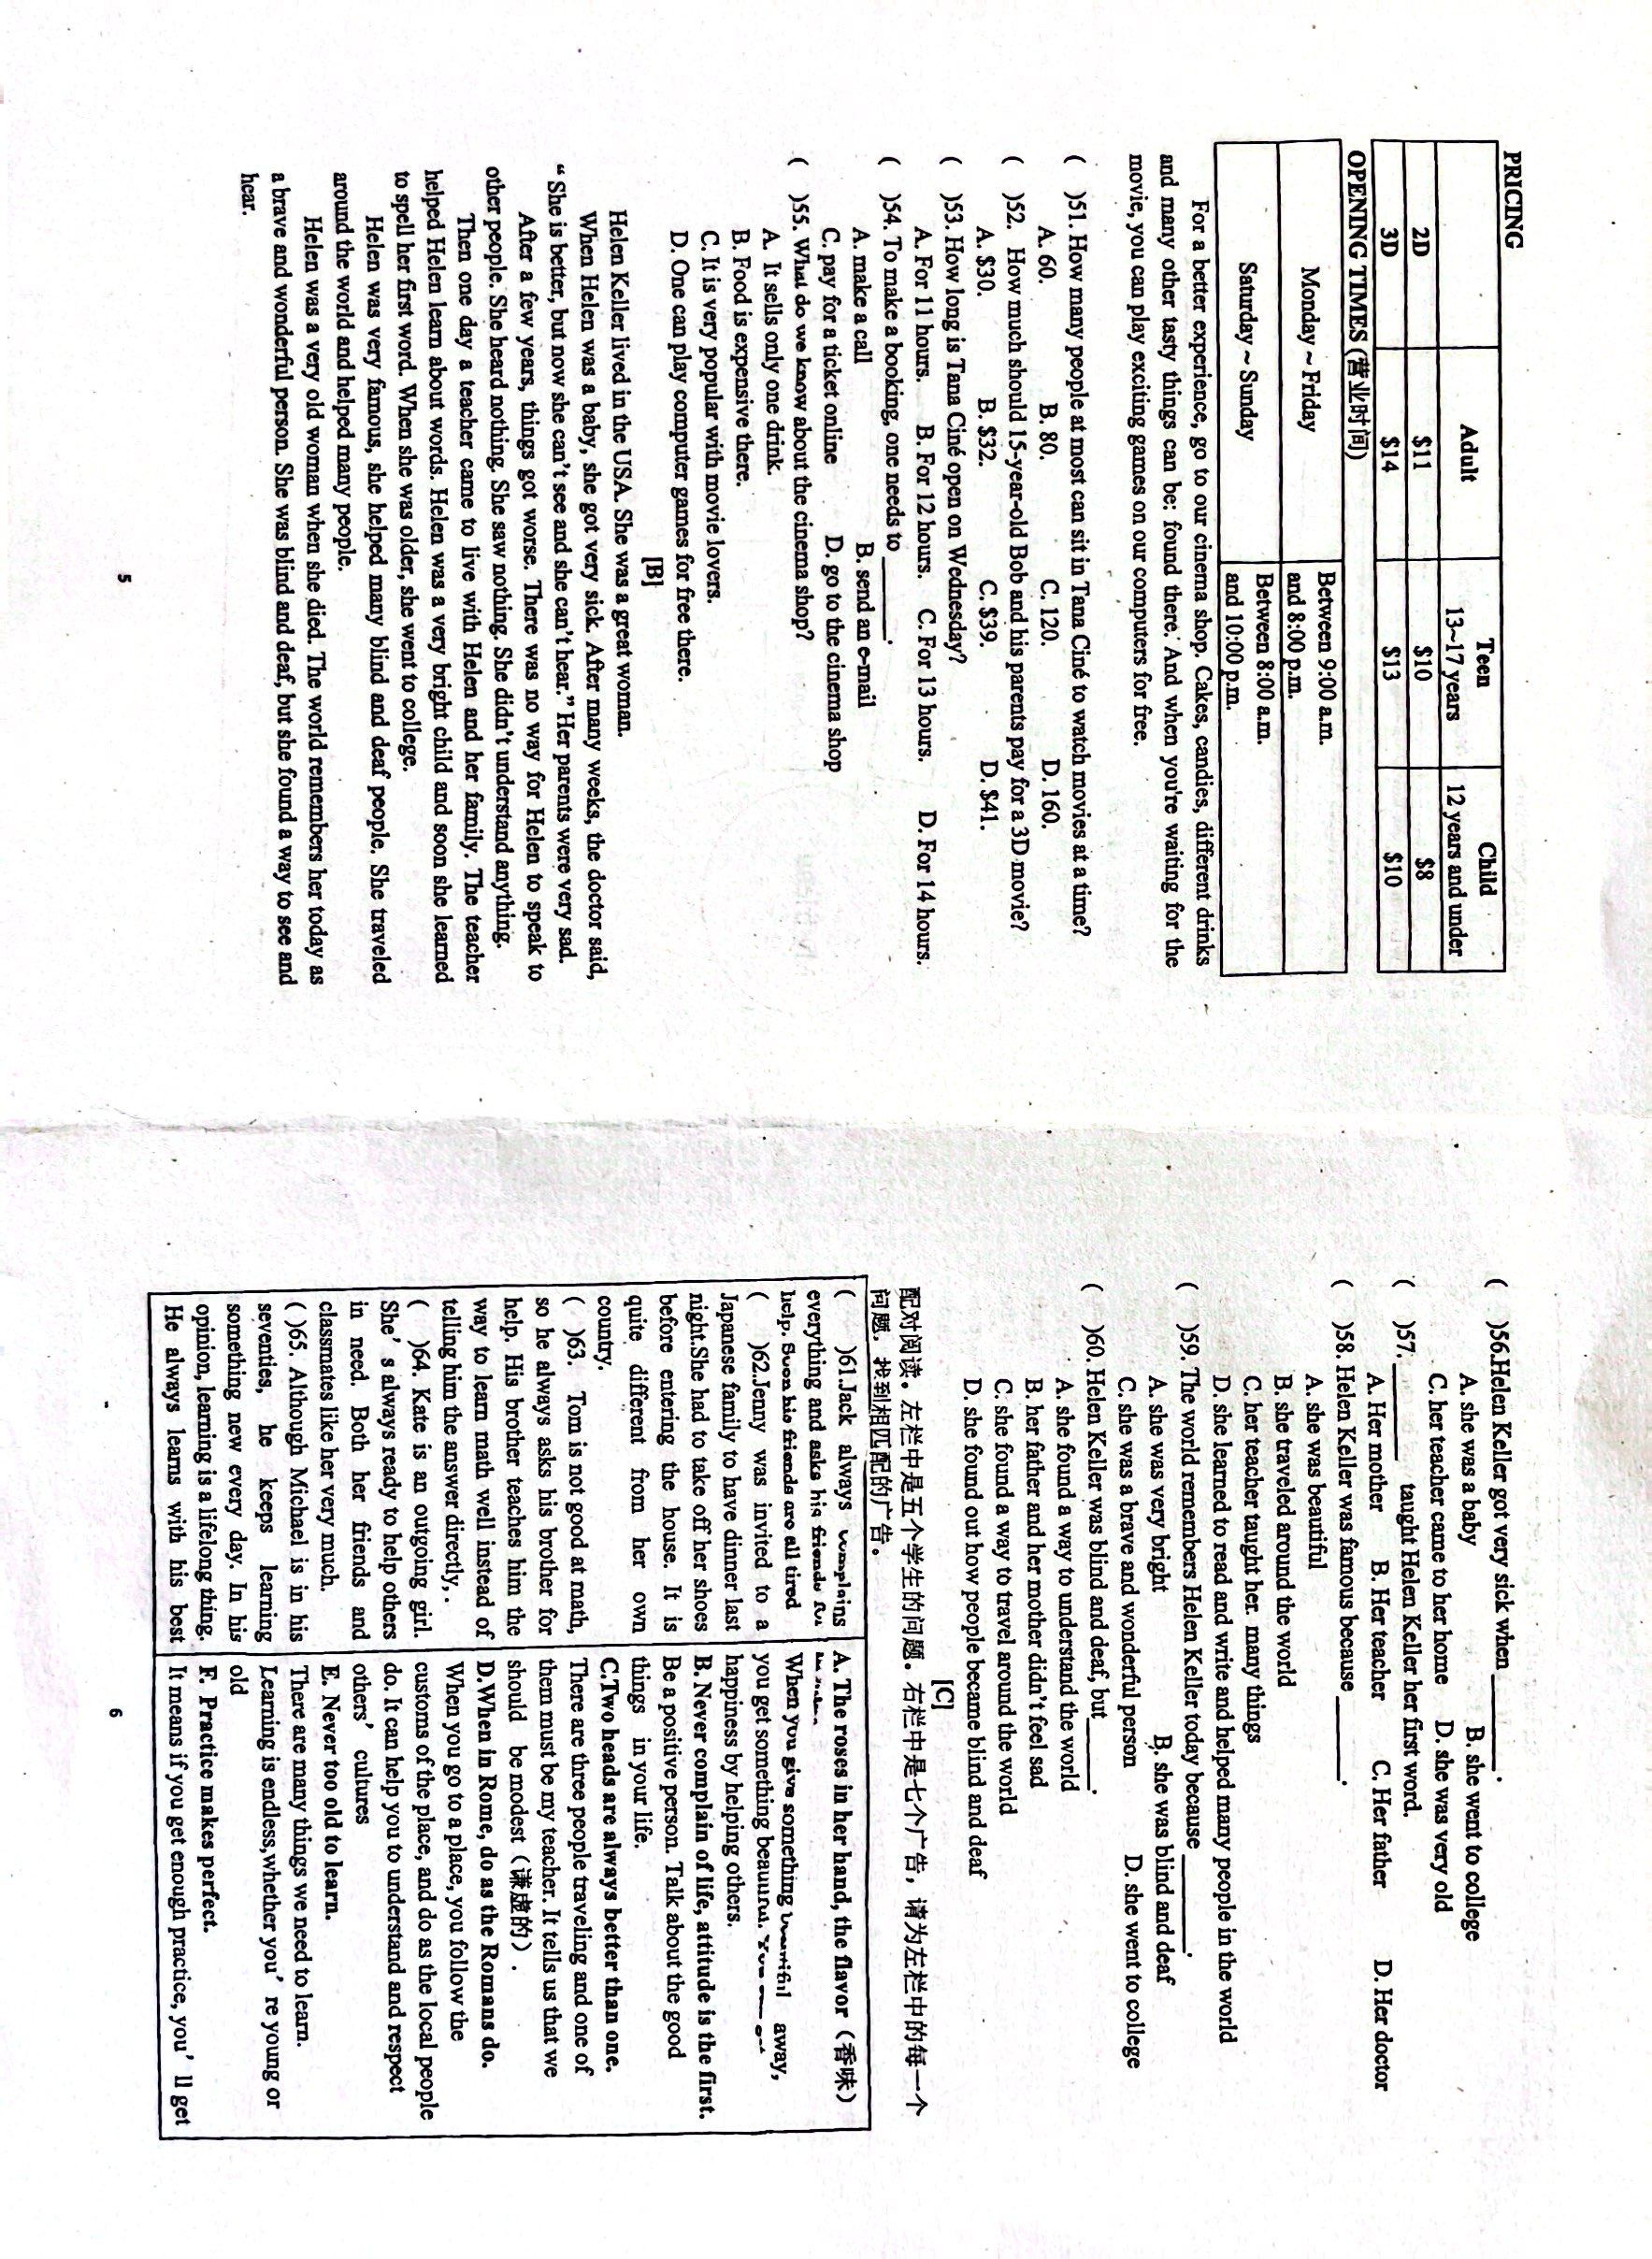 PRICING
Adult Teen 13~17 years Child 12 years and under
2D $11 $10 $8
3D $14 $13 $10
OPENING TIMES (营业时间)
Monday ~ Friday Between 9:00 a.m. and 8:00 p.m.
Saturday ~ Sunday Between 8:00 a.m. and 10:00 p.m.
For a better experience, go to our cinema shop. Cakes, candies, different drinks
and many other tasty things can be: found there. And when you're waiting for the
movie, you can play exciting games on our computers for free.
( )51. How many people at most can sit in Tana Ciné to watch movies at a time?
A. 60. B. 80. C. 120. D. 160.
( )52. How much should 15-year-old Bob and his parents pay for a 3D movie?
A. $30. B. $32. C. $39. D. $41.
( )53. How long is Tana Ciné open on Wednesday?
A. For 11 hours. B. For 12 hours. C. For 13 hours. D. For 14 hours.
( )54. To make a booking, one needs to ______.
A. make a call B. send an e-mail
C. pay for a ticket online D. go to the cinema shop
( )55. What do we know about the cinema shop?
A. It sells only one drink.
B. Food is expensive there.
C. It is very popular with movie lovers.
D. One can play computer games for free there.
[B]
Helen Keller lived in the USA. She was a great woman.
When Helen was a baby, she got very sick. After many weeks, the doctor said,
“She is better, but now she can't see and she can't hear.” Her parents were very sad.
After a few years, things got worse. There was no way for Helen to speak to
other people. She heard nothing. She saw nothing. She didn't understand anything.
Then one day a teacher came to live with Helen and her family. The teacher
helped Helen learn about words. Helen was a very bright child and soon she learned
to spell her first word. When she was older, she went to college.
Helen was very famous, she helped many blind and deaf people. She traveled
around the world and helped many people.
Helen was a very old woman when she died. The world remembers her today as
a brave and wonderful person. She was blind and deaf, but she found a way to see and
hear.
5
( )56.Helen Keller got very sick when ______.
A. she was a baby B. she went to college
C. her teacher came to her home D. she was very old
( )57. ______ taught Helen Keller her first word.
A. Her mother B. Her teacher C. Her father D. Her doctor
( )58. Helen Keller was famous because ______.
A. she was beautiful
B. she traveled around the world
C. her teacher taught her. many things
D. she learned to read and write and helped many people in the world
( )59. The world remembers Helen Keller today because ______.
A. she was very bright B. she was blind and deaf
C. she was a brave and wonderful person D. she went to college
( )60. Helen Keller was blind and deaf, but ______.
A. she found a way to understand the world
B. her father and her mother didn't feel sad
C. she found a way to travel around the world
D. she found out how people became blind and deaf
[C]
配对阅读。左栏中是五个学生的问题。右栏中是七个广告，请为左栏中的每一个
问题，找到相匹配的广告。
( )61.Jack always complains
everything and asks his friends for
help. Soon his friends are all tired
( )62.Jenny was invited to a
Japanese family to have dinner last
night.She had to take off her shoes
before entering the house. It is
quite different from her own
country.
( )63. Tom is not good at math,
so he always asks his brother for
help. His brother teaches him the
way to learn math well instead of
telling him the answer directly,.
( )64. Kate is an outgoing girl.
She's always ready to help others
in need. Both her friends and
classmates like her very much.
( )65. Although Michael is in his
seventies, he keeps learning
something new every day. In his
opinion, learning is a lifelong thing.
He always learns with his best
A. The roses in her hand, the flavor（香味）
When you give something beautiful away,
you get something beautiful.
happiness by helping others.
B. Never complain of life, attitude is the first.
Be a positive person. Talk about the good
things in your life.
C.Two heads are always better than one.
There are three people traveling and one of
them must be my teacher. It tells us that we
should be modest（谦虚的）.
D.When in Rome, do as the Romans do.
When you go to a place, you follow the
customs of the place, and do as the local people
do. It can help you to understand and respect
others' cultures
E. Never too old to learn.
There are many things we need to learn.
Learning is endless,whether you're young or
old
F. Practice makes perfect.
It means if you get enough practice, you'll get
6